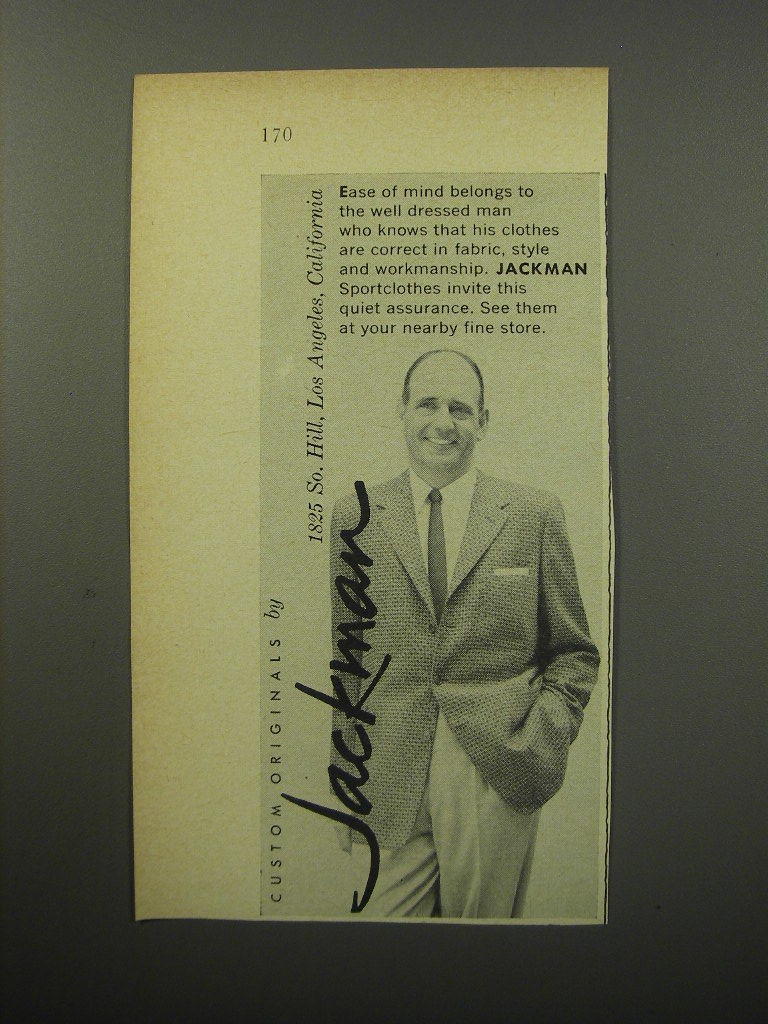 170
Ease of mind belongs to
the well dressed man
who knows that his clothes
are correct in fabric, style
and workmanship. JACKMAN
Sportclothes invite this
quiet assurance. See them
at your nearby fine store.
CUSTOM ORIGINALS by
Jackman
1825 So. Hill, Los Angeles, California